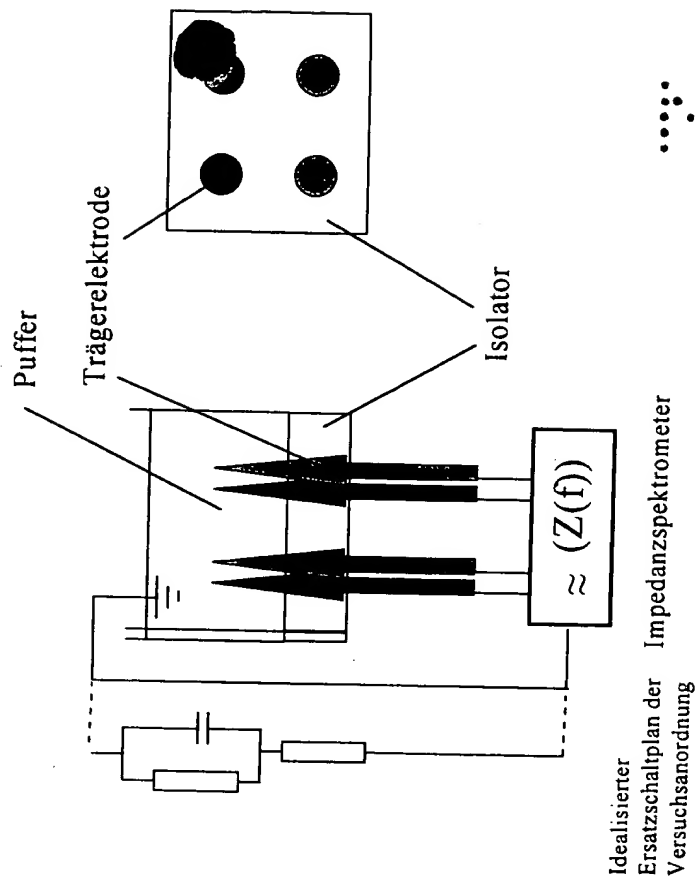 Puffer
Trägerelektrode
Isolator
≈ (Z(f))
Impedanzspektrometer
Idealisierter
Ersatzschaltplan der
Versuchsanordnung